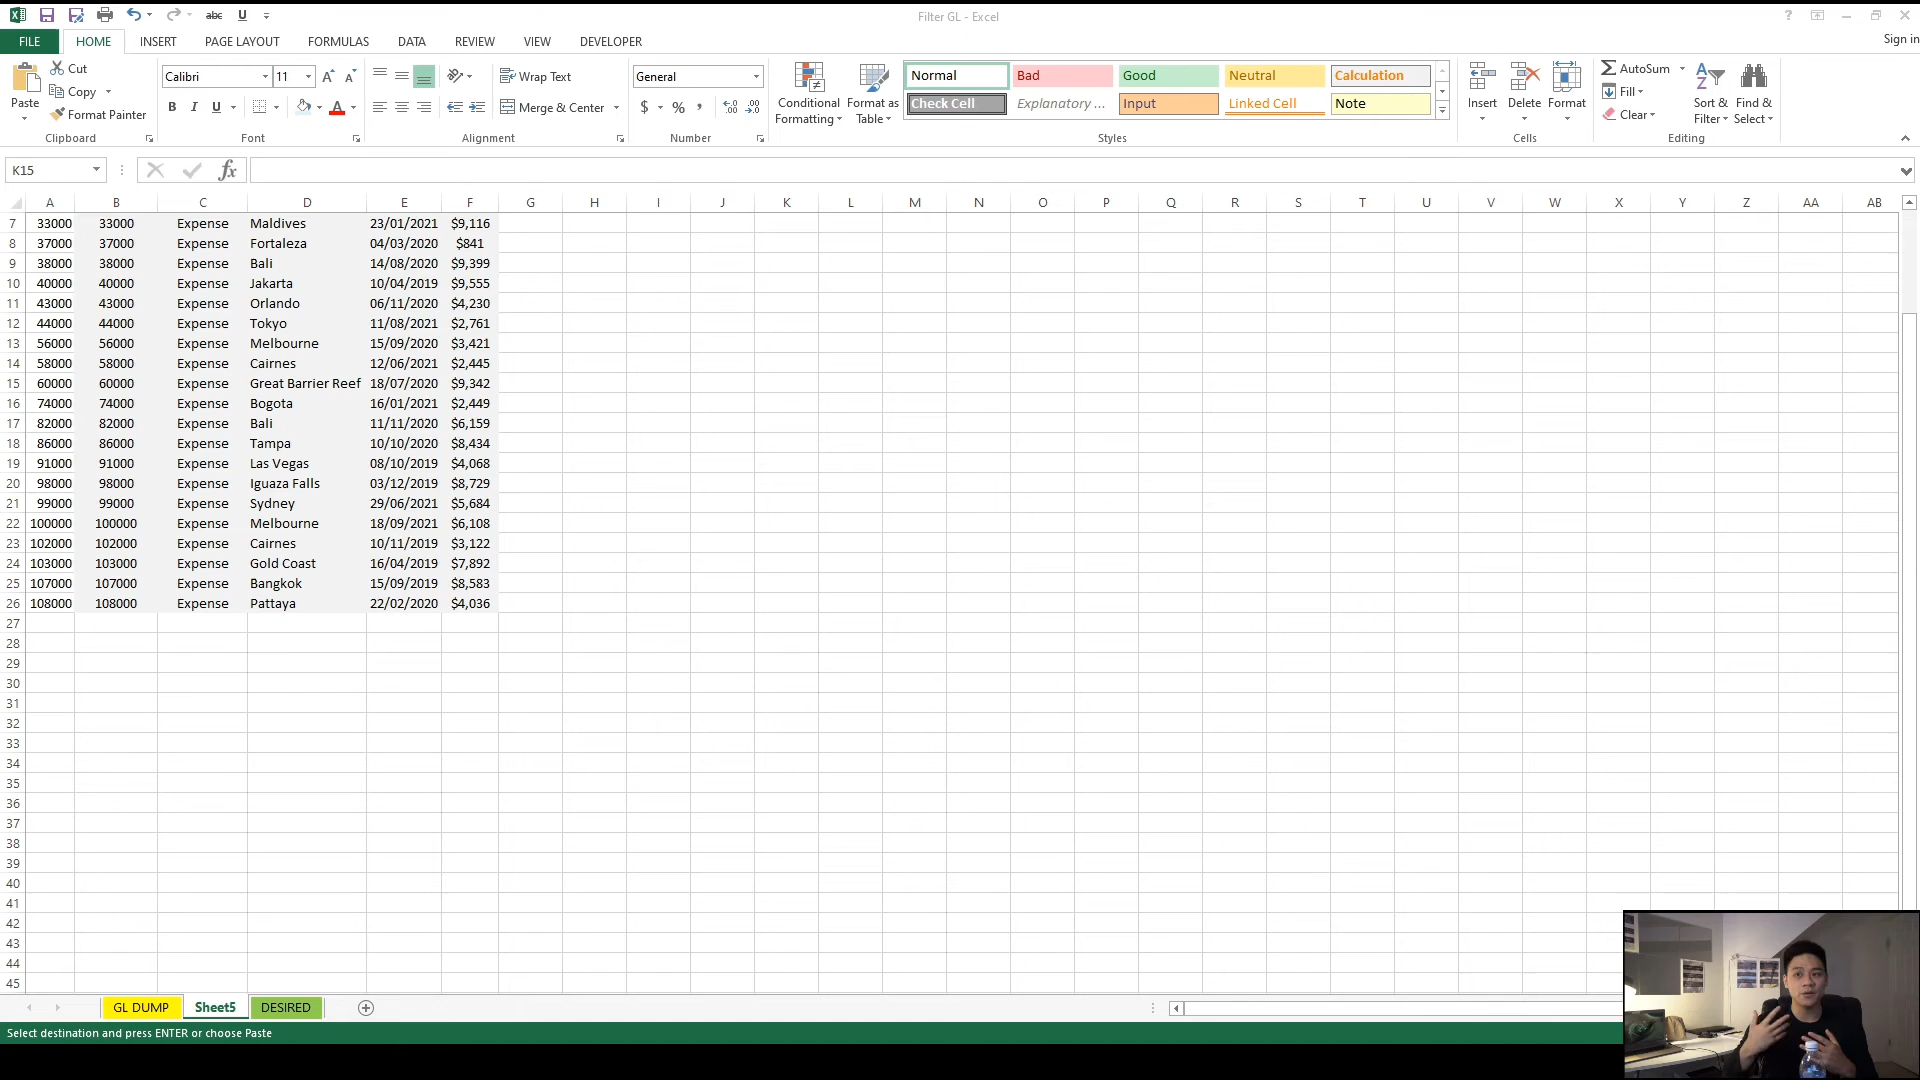 Filter GL - Excel
FILE HOME INSERT PAGE LAYOUT FORMULAS DATA REVIEW VIEW DEVELOPER
Sign in
Paste
Cut
Copy
Format Painter
Clipboard
Calibri 11
Font
Wrap Text
Merge & Center
Alignment
General
Number
Conditional Formatting
Format as Table
Normal Bad Good Neutral Calculation
Check Cell Explanatory ... Input Linked Cell Note
Styles
Insert Delete Format
Cells
AutoSum
Fill
Clear
Sort & Filter
Find & Select
Editing
K15
A B C D E F G H I J K L M N O P Q R S T U V W X Y Z AA AB
7 33000 33000 Expense Maldives 23/01/2021 $9,116
8 37000 37000 Expense Fortaleza 04/03/2020 $841
9 38000 38000 Expense Bali 14/08/2020 $9,399
10 40000 40000 Expense Jakarta 10/04/2019 $9,555
11 43000 43000 Expense Orlando 06/11/2020 $4,230
12 44000 44000 Expense Tokyo 11/08/2021 $2,761
13 56000 56000 Expense Melbourne 15/09/2020 $3,421
14 58000 58000 Expense Cairnes 12/06/2021 $2,445
15 60000 60000 Expense Great Barrier Reef 18/07/2020 $9,342
16 74000 74000 Expense Bogota 16/01/2021 $2,449
17 82000 82000 Expense Bali 11/11/2020 $6,159
18 86000 86000 Expense Tampa 10/10/2020 $8,434
19 91000 91000 Expense Las Vegas 08/10/2019 $4,068
20 98000 98000 Expense Iguaza Falls 03/12/2019 $8,729
21 99000 99000 Expense Sydney 29/06/2021 $5,684
22 100000 100000 Expense Melbourne 18/09/2021 $6,108
23 102000 102000 Expense Cairnes 10/11/2019 $3,122
24 103000 103000 Expense Gold Coast 16/04/2019 $7,892
25 107000 107000 Expense Bangkok 15/09/2019 $8,583
26 108000 108000 Expense Pattaya 22/02/2020 $4,036
27
28
29
30
31
32
33
34
35
36
37
38
39
40
41
42
43
44
45
GL DUMP Sheet5 DESIRED
Select destination and press ENTER or choose Paste